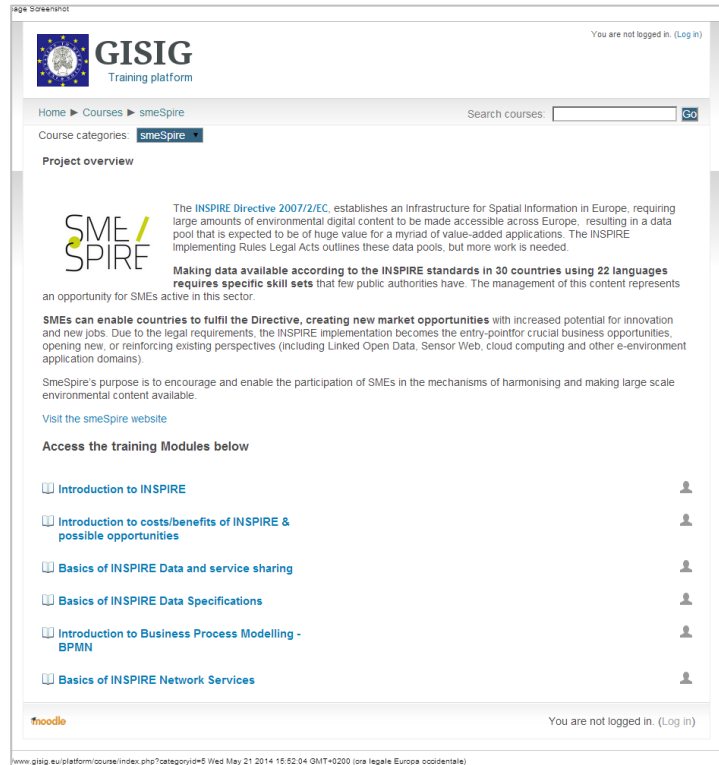 age Screenshot
You are not logged in. (Log in)
GISIG
Training platform
Home ► Courses ► smeSpire
Search courses:
Go
Course categories: smeSpire
Project overview
SME/
SPIRE
The INSPIRE Directive 2007/2/EC, establishes an Infrastructure for Spatial Information in Europe, requiring
large amounts of environmental digital content to be made accessible across Europe, resulting in a data
pool that is expected to be of huge value for a myriad of value-added applications. The INSPIRE
Implementing Rules Legal Acts outlines these data pools, but more work is needed.
Making data available according to the INSPIRE standards in 30 countries using 22 languages
requires specific skill sets that few public authorities have. The management of this content represents
an opportunity for SMEs active in this sector.
SMEs can enable countries to fulfil the Directive, creating new market opportunities with increased potential for innovation
and new jobs. Due to the legal requirements, the INSPIRE implementation becomes the entry-pointfor crucial business opportunities,
opening new, or reinforcing existing perspectives (including Linked Open Data, Sensor Web, cloud computing and other e-environment
application domains).
SmeSpire's purpose is to encourage and enable the participation of SMEs in the mechanisms of harmonising and making large scale
environmental content available.
Visit the smeSpire website
Access the training Modules below
Introduction to INSPIRE
Introduction to costs/benefits of INSPIRE &
possible opportunities
Basics of INSPIRE Data and service sharing
Basics of INSPIRE Data Specifications
Introduction to Business Process Modelling -
BPMN
Basics of INSPIRE Network Services
moodle
You are not logged in. (Log in)
/www.gisig.eu/platform/course/index.php?categoryid=5 Wed May 21 2014 15:52:04 GMT+0200 (ora legale Europa occidentale)